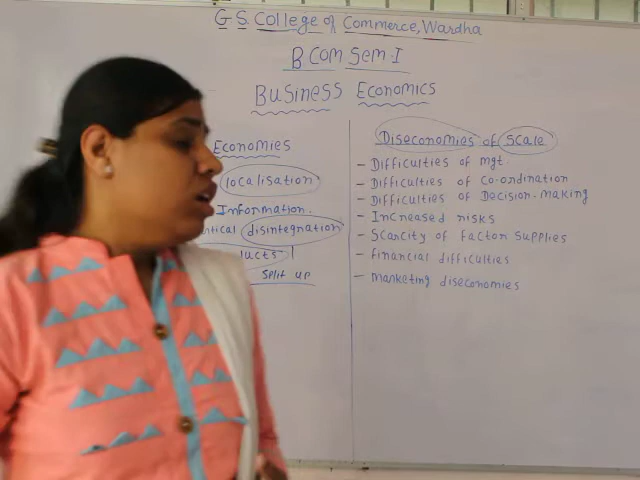 G S. College of Commerce, Wardha
B COM SEM. I
BUSINESS ECONOMICS
ECONOMIES
localisation
Information.
disintegration
Split up
Diseconomies of Scale
- Difficulties of mgt.
- Difficulties of Co-ordination
- Difficulties of Decision-making
- Increased risks
- Scarcity of factor supplies
- financial difficulties
- marketing diseconomies